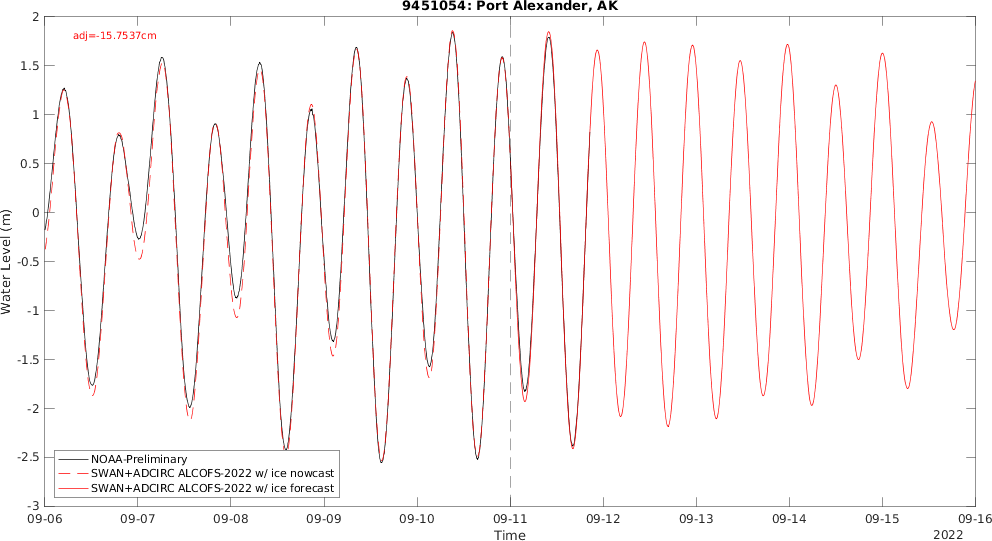 9451054: Port Alexander, AK
adj=-15.7537cm
2
1.5
1
0.5
0
-0.5
-1
-1.5
-2
-2.5
-3
Water Level (m)
NOAA-Preliminary
SWAN+ADCIRC ALCOFS-2022 w/ ice nowcast
SWAN+ADCIRC ALCOFS-2022 w/ ice forecast
09-06 09-07 09-08 09-09 09-10 09-11 09-12 09-13 09-14 09-15 09-16
Time
2022